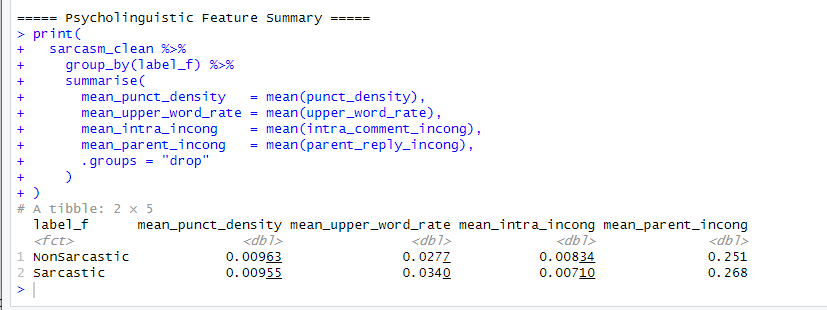 ===== Psycholinguistic Feature Summary =====
> print(
+   sarcasm_clean %>%
+     group_by(label_f) %>%
+     summarise(
+       mean_punct_density   = mean(punct_density),
+       mean_upper_word_rate = mean(upper_word_rate),
+       mean_intra_incong    = mean(intra_comment_incong),
+       mean_parent_incong   = mean(parent_reply_incong),
+       .groups = "drop"
+     )
+ )
# A tibble: 2 × 5
  label_f      mean_punct_density mean_upper_word_rate mean_intra_incong mean_parent_incong
  <fct>                     <dbl>                <dbl>             <dbl>              <dbl>
1 NonSarcastic            0.00963               0.0277           0.00834              0.251
2 Sarcastic               0.00955               0.0340           0.00710              0.268
>